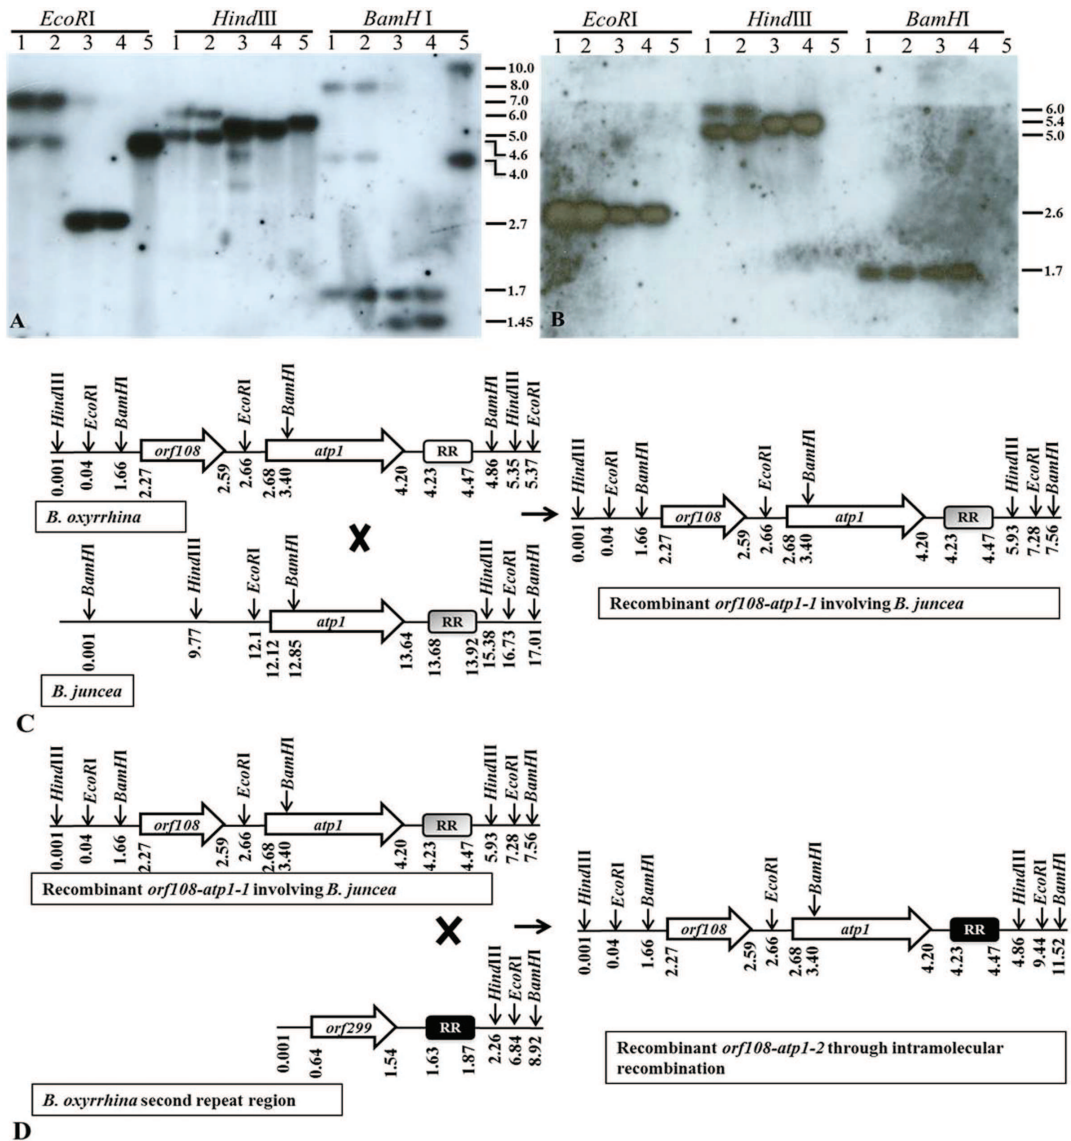 EcoRI HindIII BamH I
1 2 3 4 5 1 2 3 4 5 1 2 3 4 5
10.0
8.0
7.0
6.0
5.0
4.6
4.0
2.7
1.7
1.45
A
EcoRI HindIII BamHI
1 2 3 4 5 1 2 3 4 5 1 2 3 4 5
6.0
5.4
5.0
2.6
1.7
B
HindIII EcoRI BamHI EcoRI BamHI BamHI HindIII EcoRI
orf108 atp1 RR
0.001 0.04 1.66 2.27 2.59 2.66 2.68 3.40 4.20 4.23 4.47 4.86 5.35 5.37
B. oxyrrhina
X
BamHI HindIII EcoRI BamHI HindIII EcoRI BamHI
atp1 RR
0.001 9.77 12.1 12.12 12.85 13.64 13.68 13.92 15.38 16.73 17.01
B. juncea
HindIII EcoRI BamHI EcoRI BamHI HindIII EcoRI BamHI
orf108 atp1 RR
0.001 0.04 1.66 2.27 2.59 2.66 2.68 3.40 4.20 4.23 4.47 5.93 7.28 7.56
Recombinant orf108-atp1-1 involving B. juncea
C
HindIII EcoRI BamHI EcoRI BamHI HindIII EcoRI BamHI
orf108 atp1 RR
0.001 0.04 1.66 2.27 2.59 2.66 2.68 3.40 4.20 4.23 4.47 5.93 7.28 7.56
Recombinant orf108-atp1-1 involving B. juncea
X
HindIII EcoRI BamHI
orf299 RR
0.001 0.64 1.54 1.63 1.87 2.26 6.84 8.92
B. oxyrrhina second repeat region
HindIII EcoRI BamHI EcoRI BamHI HindIII EcoRI BamHI
orf108 atp1 RR
0.001 0.04 1.66 2.27 2.59 2.66 2.68 3.40 4.20 4.23 4.47 4.86 9.44 11.52
Recombinant orf108-atp1-2 through intramolecular
recombination
D